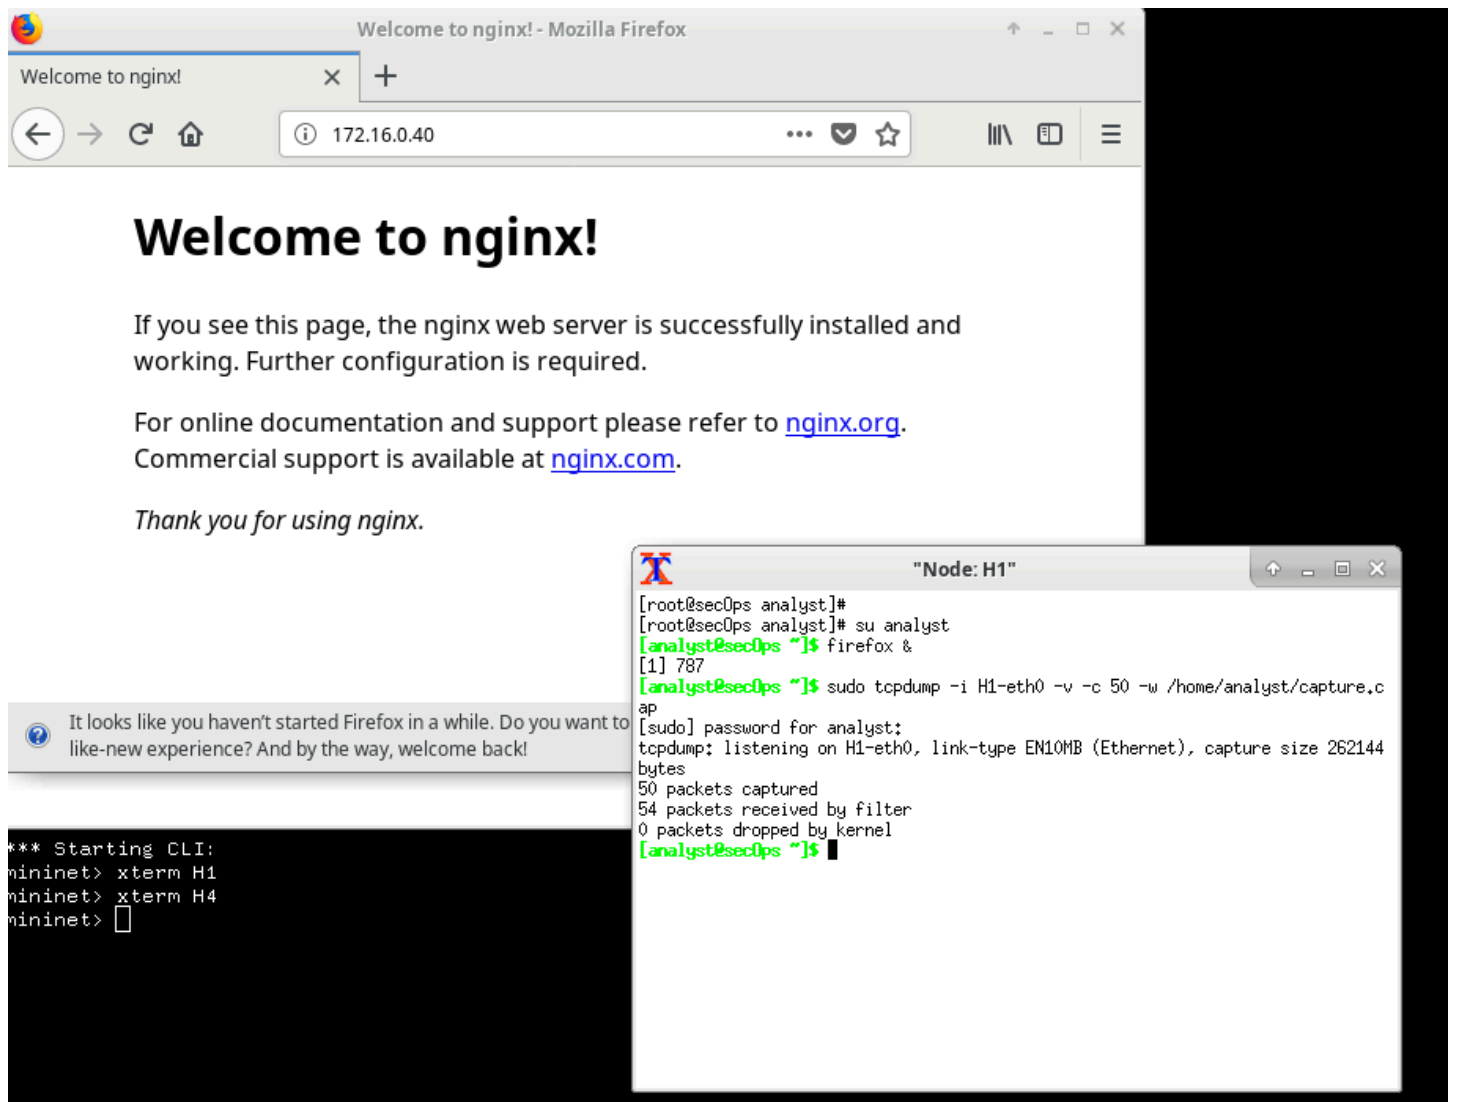 Welcome to nginx! - Mozilla Firefox
Welcome to nginx!
172.16.0.40
Welcome to nginx!
If you see this page, the nginx web server is successfully installed and
working. Further configuration is required.
For online documentation and support please refer to nginx.org.
Commercial support is available at nginx.com.
Thank you for using nginx.
It looks like you haven't started Firefox in a while. Do you want to
like-new experience? And by the way, welcome back!
*** Starting CLI:
mininet> xterm H1
mininet> xterm H4
mininet>
"Node: H1"
[root@secOps analyst]#
[root@secOps analyst]# su analyst
[analyst@secOps ~]$ firefox &
[1] 787
[analyst@secOps ~]$ sudo tcpdump -i H1-eth0 -v -c 50 -w /home/analyst/capture.c
ap
[sudo] password for analyst:
tcpdump: listening on H1-eth0, link-type EN10MB (Ethernet), capture size 262144
bytes
50 packets captured
54 packets received by filter
0 packets dropped by kernel
[analyst@secOps ~]$